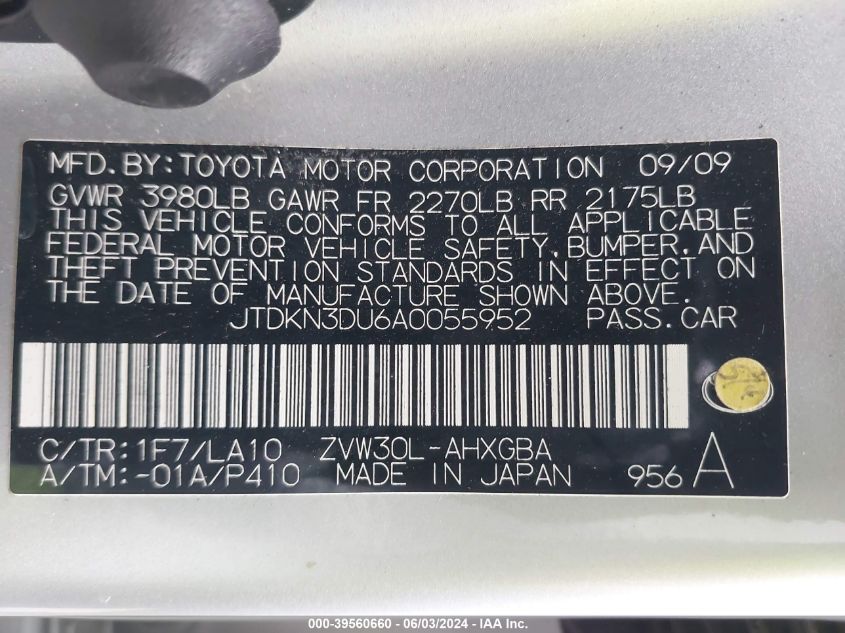 MFD.BY:TOYOTA MOTOR CORPORATION 09/09
GVWR 3980LB GAWR FR 2270LB RR 2175LB
THIS VEHICLE CONFORMS TO ALL APPLICABLE
FEDERAL MOTOR VEHICLE SAFETY,BUMPER,AND
THEFT PREVENTION STANDARDS IN EFFECT ON
THE DATE OF MANUFACTURE SHOWN ABOVE.
JTDKN3DU6A0055952 PASS.CAR
C/TR:1F7/LA10 ZVW30L-AHXGBA
A/TM:-01A/P410 MADE IN JAPAN 956 A
000-39560660 | 06/03/2024 - IAA Inc.